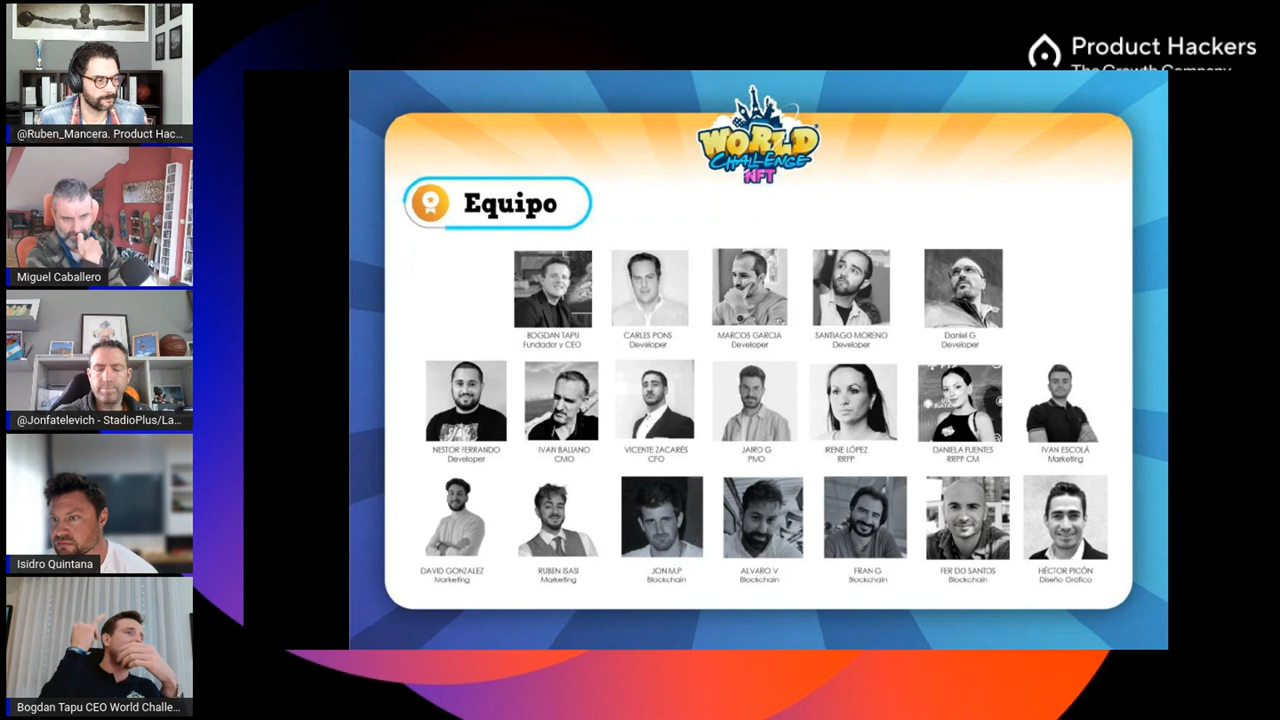 @Ruben_Mancera. Product Hac...
Miguel Caballero
@Jonfatelevich - StadioPlus/La...
Isidro Quintana
Bogdan Tapu CEO World Challe...
Product Hackers
The Growth Company
WORLD
CHALLENGE
NFT
Equipo
BOGDAN TAPU
Fundador y CEO
CARLES PONS
Developer
MARCOS GARCIA
Developer
SANTIAGO MORENO
Developer
Daniel G
Developer
NESTOR FERRANDO
Developer
IVAN BALIANO
CMO
VICENTE ZACARÉS
CFO
JAIRO G
PMO
IRENE LÓPEZ
RRPP
DANIELA FUENTES
RRPP CM
IVAN ESCOLÁ
Marketing
DAVID GONZALEZ
Marketing
RUBEN ISASI
Marketing
JON M.P
Blockchain
ALVARO V
Blockchain
FRAN G
Blockchain
FER DO SANTOS
Blockchain
HÉCTOR PICÓN
Diseño Gráfico